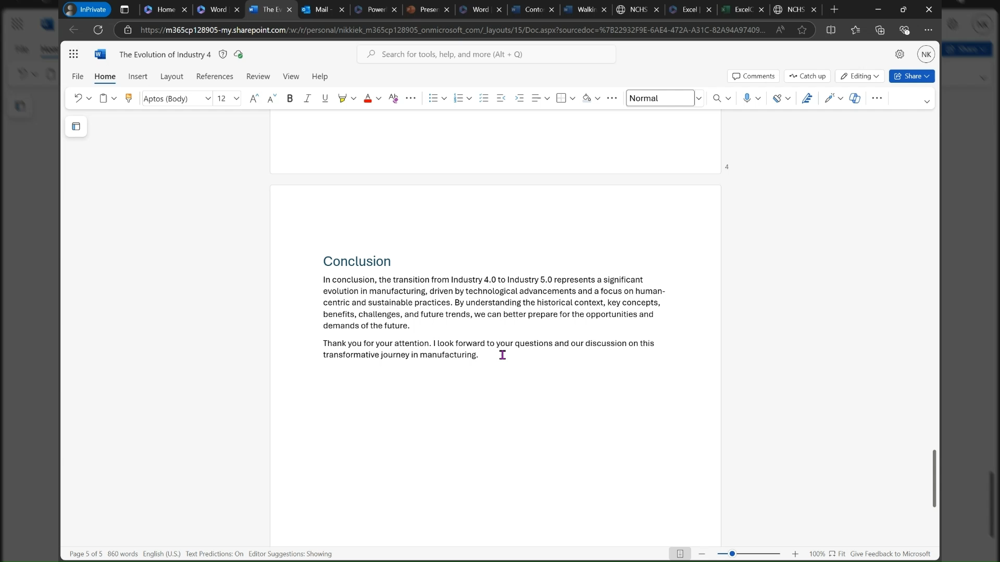 InPrivate Home Word The Ev Mail - Power Presen Word Conto Walkin NCHS Excel ExcelC NCHS
https://m365cp128905-my.sharepoint.com/:w:/r/personal/nikkiek_m365cp128905_onmicrosoft_com/_layouts/15/Doc.aspx?sourcedoc=%7B22932F9E-6AE4-472A-A31C-82A94A97409...
The Evolution of Industry 4 Search for tools, help, and more (Alt + Q) NK
File Home Insert Layout References Review View Help Comments Catch up Editing Share
Aptos (Body) 12 Normal
4
Conclusion
In conclusion, the transition from Industry 4.0 to Industry 5.0 represents a significant
evolution in manufacturing, driven by technological advancements and a focus on human-
centric and sustainable practices. By understanding the historical context, key concepts,
benefits, challenges, and future trends, we can better prepare for the opportunities and
demands of the future.
Thank you for your attention. I look forward to your questions and our discussion on this
transformative journey in manufacturing.
Page 5 of 5 860 words English (U.S.) Text Predictions: On Editor Suggestions: Showing 100% Fit Give Feedback to Microsoft